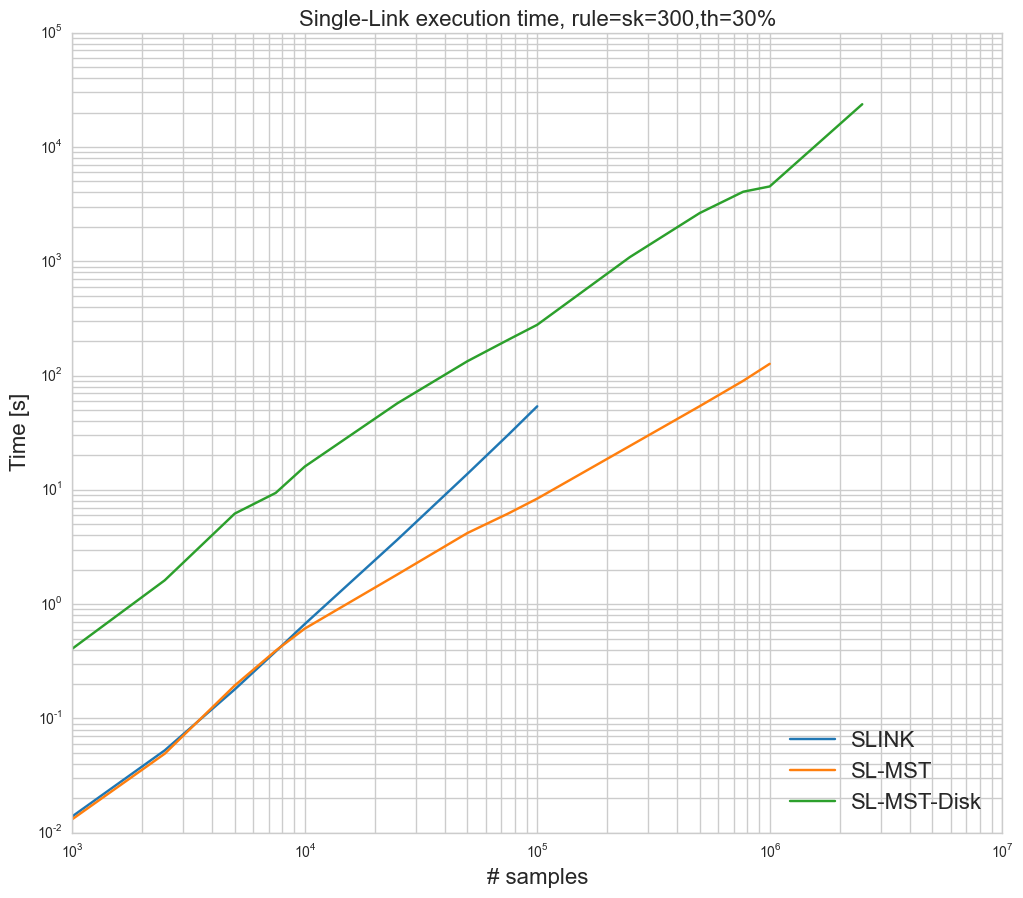 Single-Link execution time, rule=sk=300,th=30%
10^5
10^4
10^3
10^2
10^1
10^0
10^-1
10^-2
Time [s]
SLINK
SL-MST
SL-MST-Disk
10^3 10^4 10^5 10^6 10^7
# samples